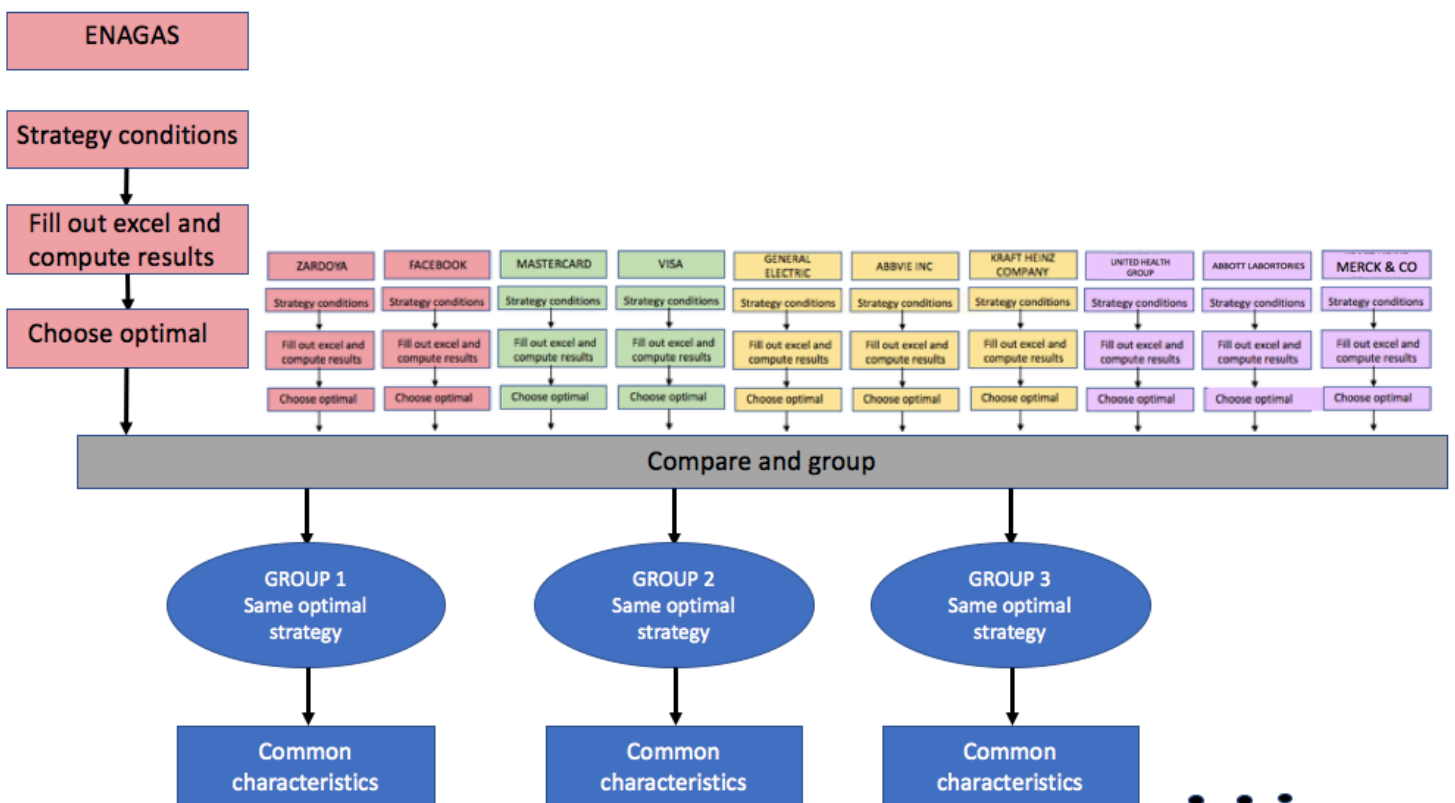 ENAGAS
Strategy conditions
Fill out excel and
compute results
Choose optimal
ZARDOYA
Strategy conditions
Fill out excel and
compute results
Choose optimal
FACEBOOK
Strategy conditions
Fill out excel and
compute results
Choose optimal
MASTERCARD
Strategy conditions
Fill out excel and
compute results
Choose optimal
VISA
Strategy conditions
Fill out excel and
compute results
Choose optimal
GENERAL
ELECTRIC
Strategy conditions
Fill out excel and
compute results
Choose optimal
ABBVIE INC
Strategy conditions
Fill out excel and
compute results
Choose optimal
KRAFT HEINZ
COMPANY
Strategy conditions
Fill out excel and
compute results
Choose optimal
UNITED HEALTH
GROUP
Strategy conditions
Fill out excel and
compute results
Choose optimal
ABBOTT LABORTORIES
Strategy conditions
Fill out excel and
compute results
Choose optimal
MERCK & CO
Strategy conditions
Fill out excel and
compute results
Choose optimal
Compare and group
GROUP 1
Same optimal
strategy
GROUP 2
Same optimal
strategy
GROUP 3
Same optimal
strategy
Common
characteristics
Common
characteristics
Common
characteristics